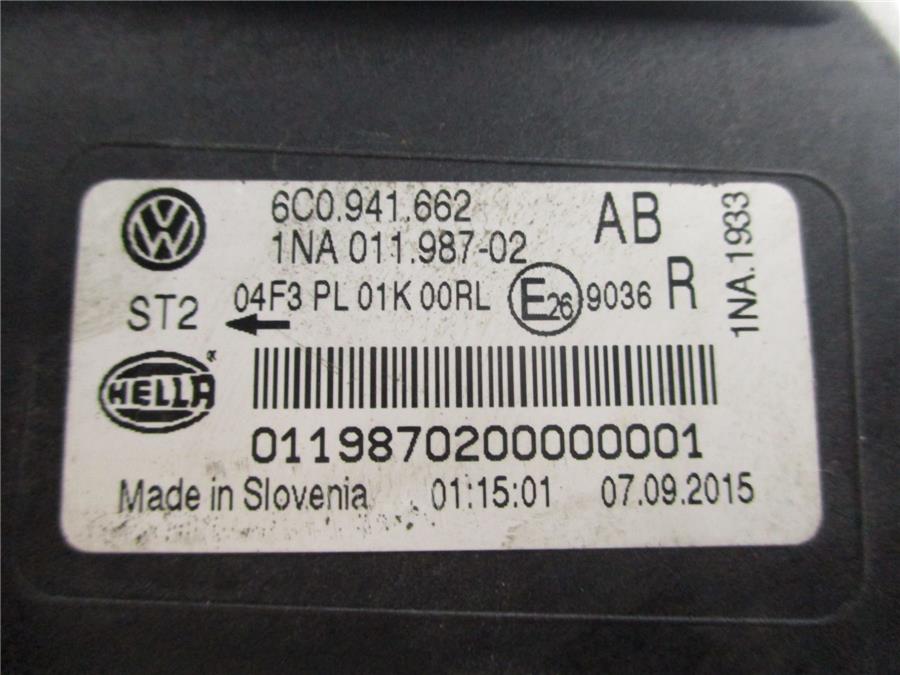 6C0.941.662 AB
1NA 011.987-02
04F3 PL 01K 00RL E26 9036 R
ST2
1NA.1933
HELLA
01198702000000001
Made in Slovenia 01:15:01 07.09.2015